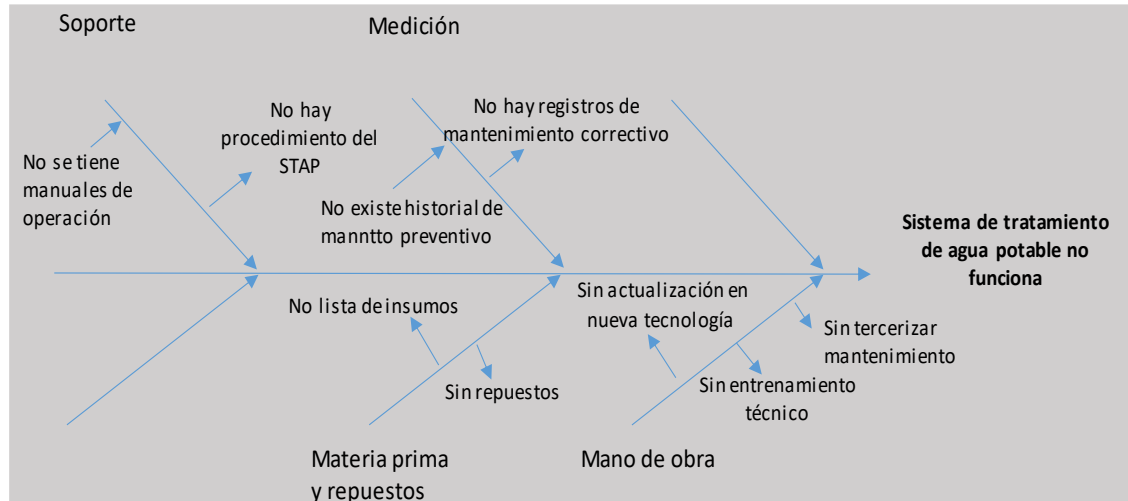 Soporte
Medición
No se tiene
manuales de
operación
No hay
procedimiento del
STAP
No existe historial de
manntto preventivo
No hay registros de
mantenimiento correctivo
Sistema de tratamiento
de agua potable no
funciona
No lista de insumos
Sin repuestos
Sin actualización en
nueva tecnología
Sin entrenamiento
técnico
Sin tercerizar
mantenimiento
Materia prima
y repuestos
Mano de obra